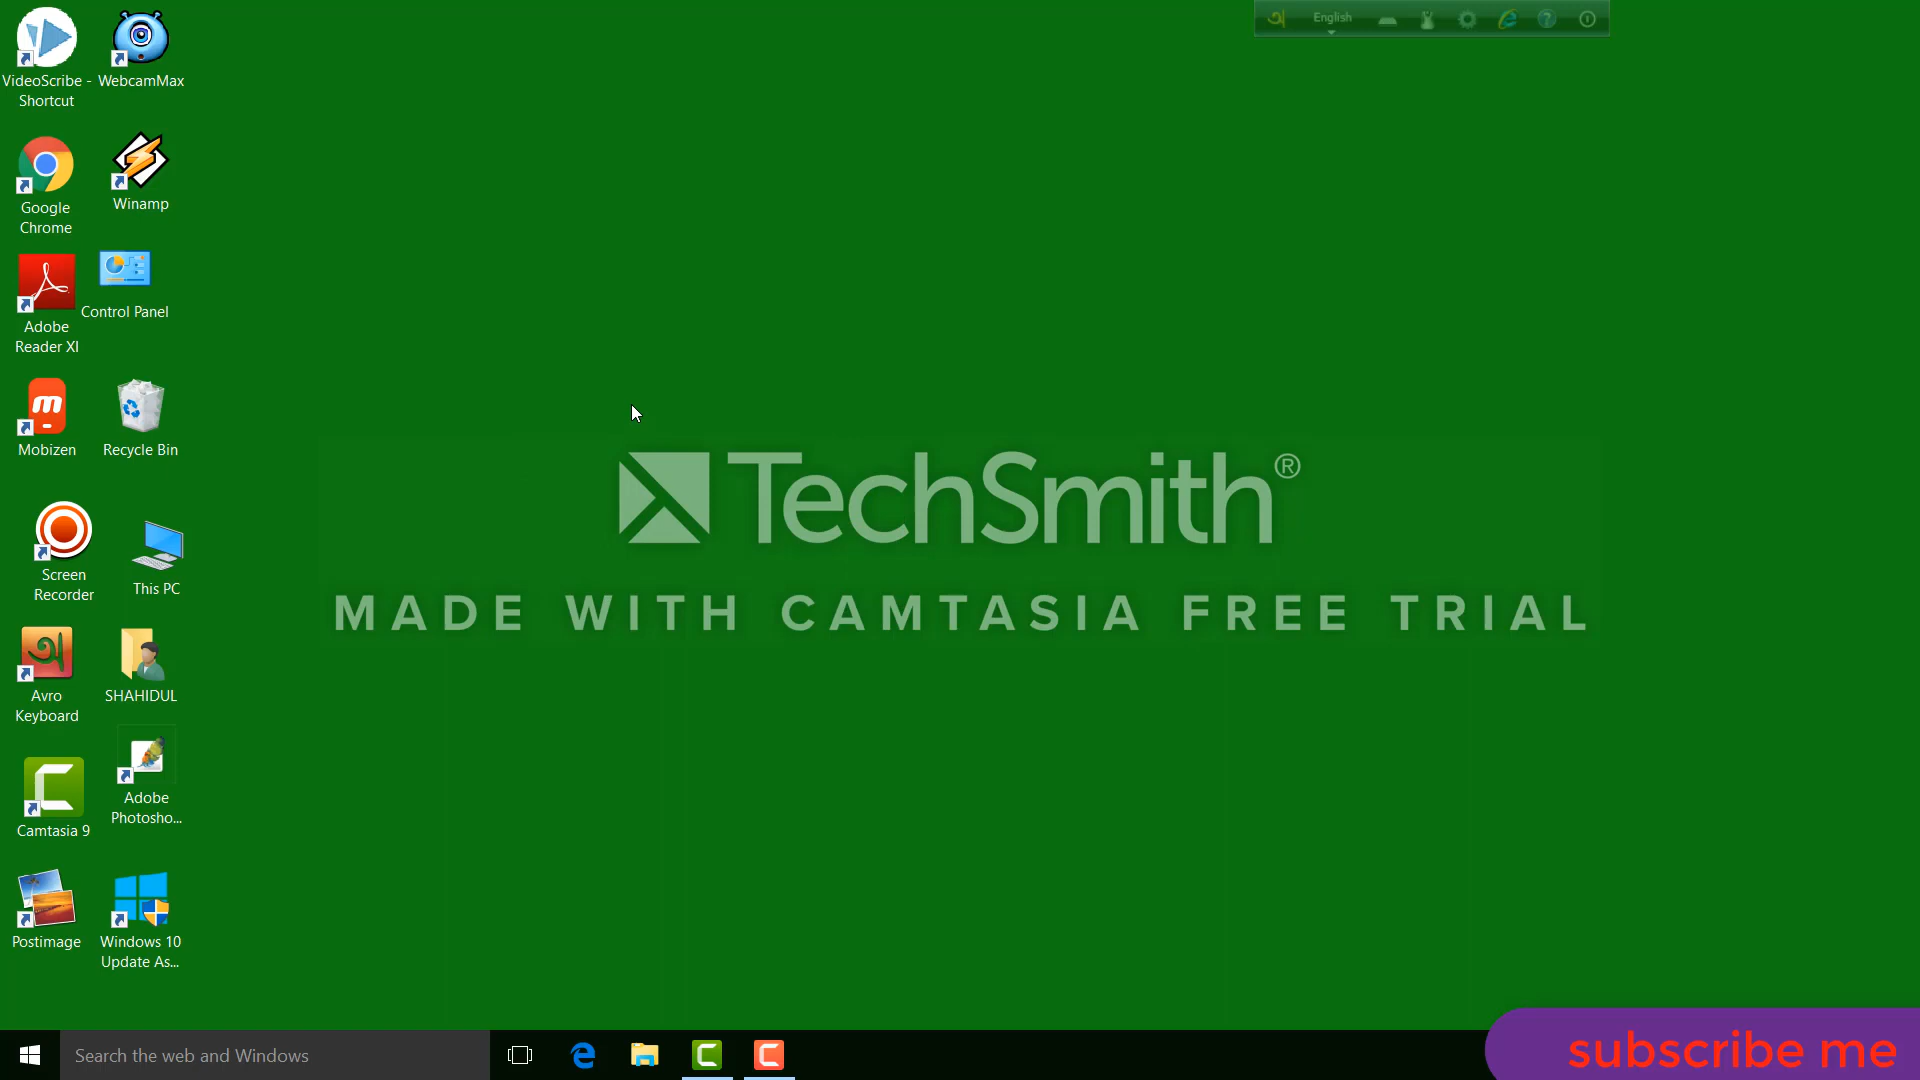 অ English
VideoScribe -
Shortcut
WebcamMax
Google
Chrome
Winamp
Adobe
Reader XI
Control Panel
Mobizen
Recycle Bin
TechSmith®
MADE WITH CAMTASIA FREE TRIAL
Screen
Recorder
This PC
অ
Avro
Keyboard
SHAHIDUL
Camtasia 9
Adobe
Photosho...
Postimage
Windows 10
Update As...
Search the web and Windows
subscribe me